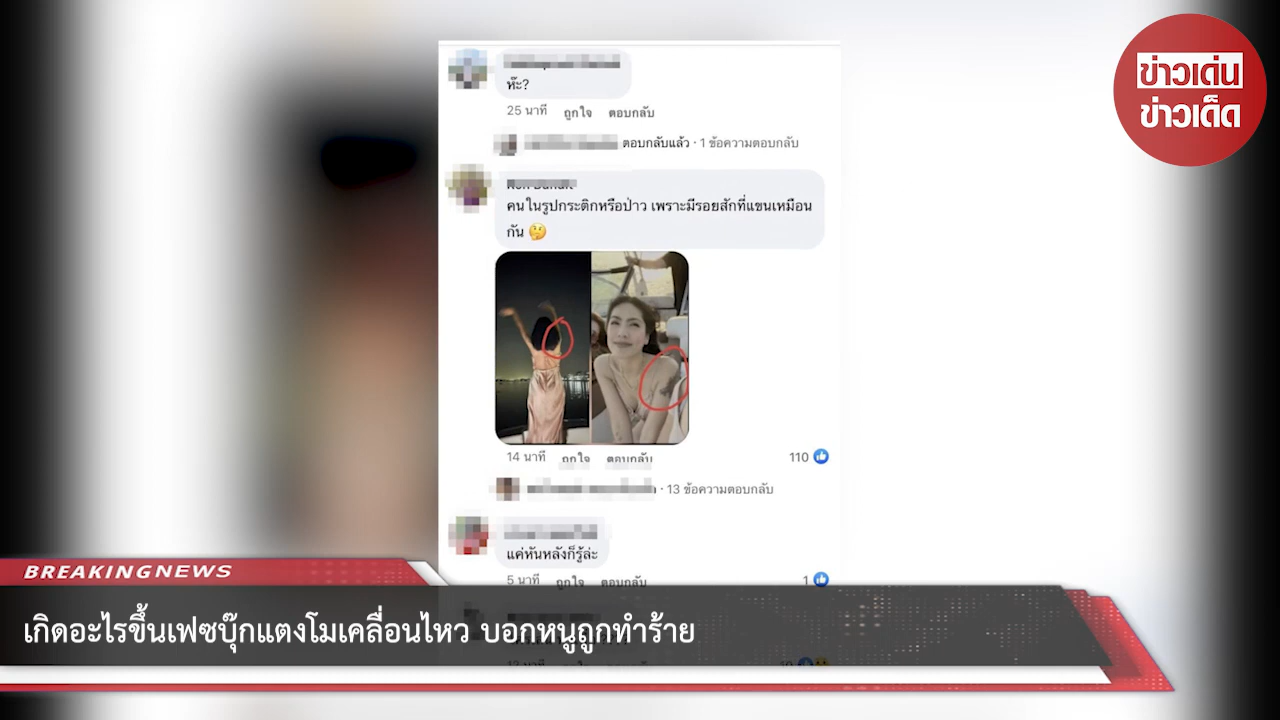 ข่าวเด่น
ข่าวเด็ด
ห๊ะ?
25 นาที ถูกใจ ตอบกลับ
ตอบกลับแล้ว · 1 ข้อความตอบกลับ
คนในรูปกระติกหรือป่าว เพราะมีรอยสักที่แขนเหมือน
กัน 🤔
14 นาที ถูกใจ ตอบกลับ 110
· 13 ข้อความตอบกลับ
แค่หันหลังก็รู้ล่ะ
5 นาที ถูกใจ ตอบกลับ 1
BREAKING NEWS
เกิดอะไรขึ้นเฟซบุ๊กแตงโมเคลื่อนไหว บอกหนูถูกทำร้าย